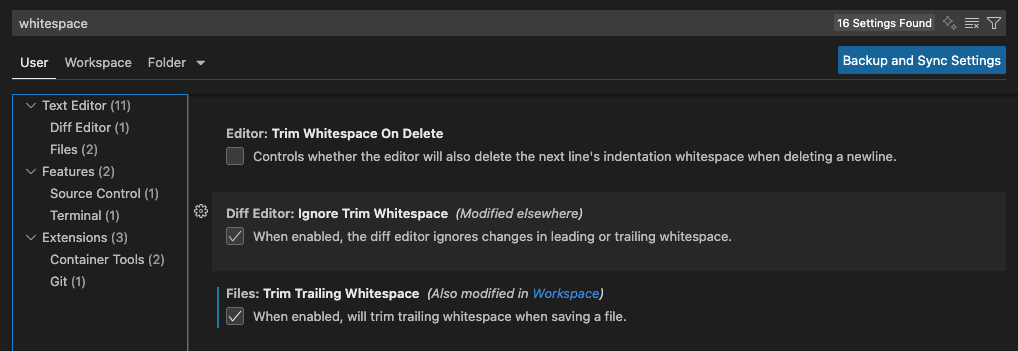 whitespace
16 Settings Found
User Workspace Folder
Backup and Sync Settings
Text Editor (11)
Diff Editor (1)
Files (2)
Features (2)
Source Control (1)
Terminal (1)
Extensions (3)
Container Tools (2)
Git (1)
Editor: Trim Whitespace On Delete
Controls whether the editor will also delete the next line's indentation whitespace when deleting a newline.
Diff Editor: Ignore Trim Whitespace (Modified elsewhere)
When enabled, the diff editor ignores changes in leading or trailing whitespace.
Files: Trim Trailing Whitespace (Also modified in Workspace)
When enabled, will trim trailing whitespace when saving a file.